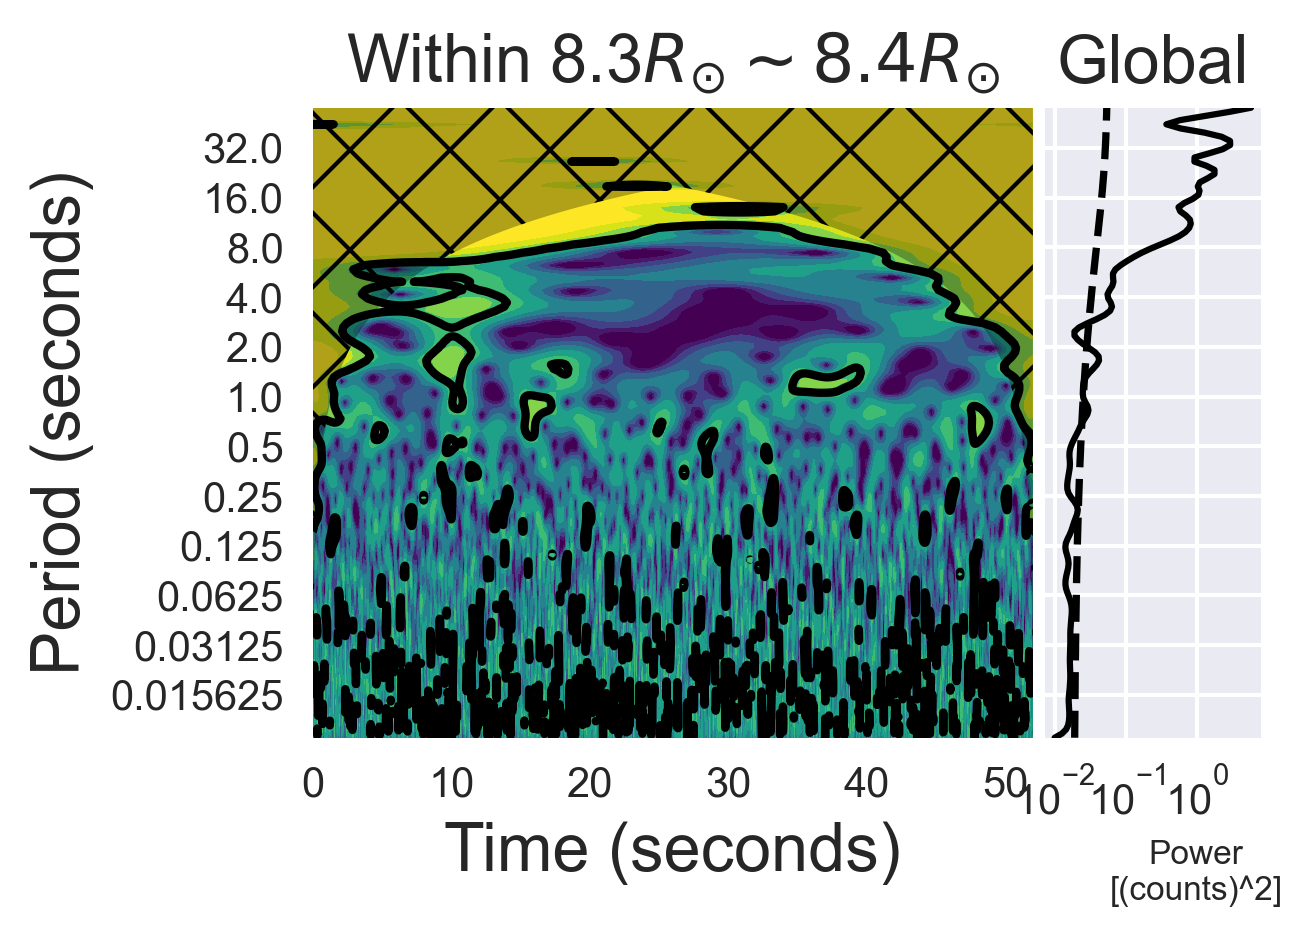 Within 8.3R☉ ~ 8.4R☉
Global
Period (seconds)
32.0
16.0
8.0
4.0
2.0
1.0
0.5
0.25
0.125
0.0625
0.03125
0.015625
0 10 20 30 40 50
10⁻² 10⁻¹ 10⁰
Time (seconds)
Power
[(counts)^2]